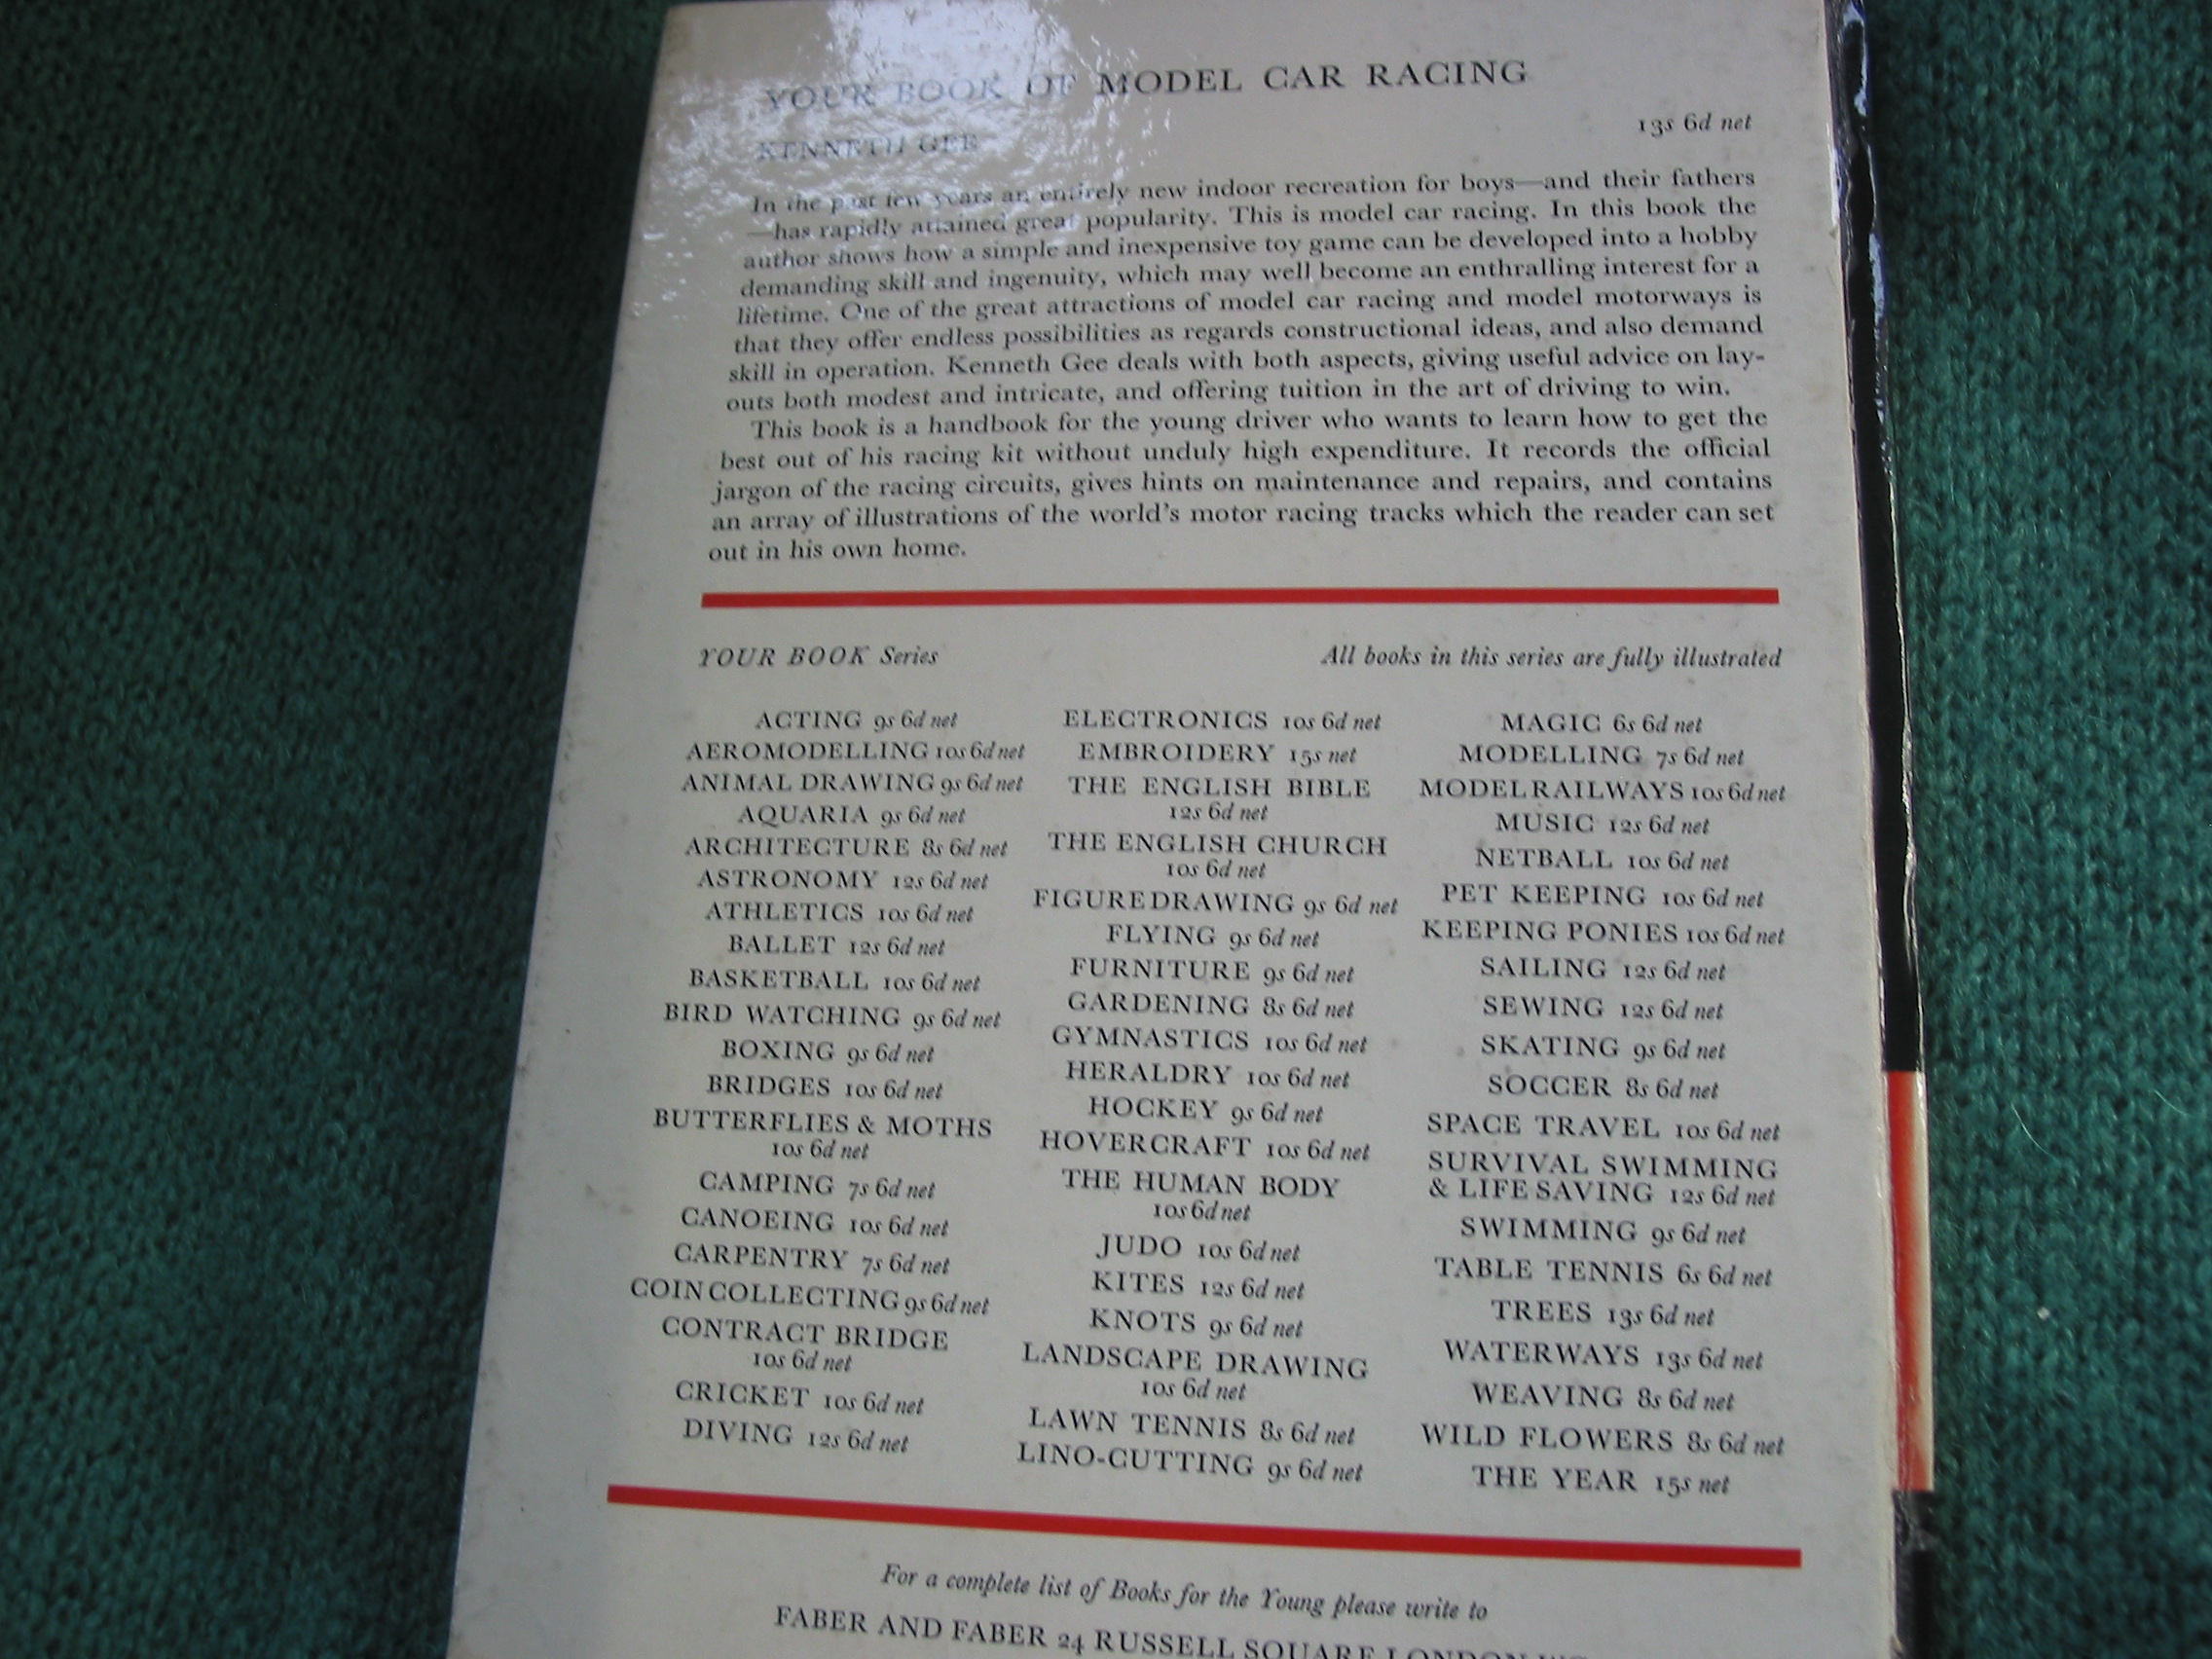 YOUR BOOK OF MODEL CAR RACING
13s 6d net
KENNETH GEE
In the past few years an entirely new indoor recreation for boys—and their fathers
—has rapidly attained great popularity. This is model car racing. In this book the
author shows how a simple and inexpensive toy game can be developed into a hobby
demanding skill and ingenuity, which may well become an enthralling interest for a
lifetime. One of the great attractions of model car racing and model motorways is
that they offer endless possibilities as regards constructional ideas, and also demand
skill in operation. Kenneth Gee deals with both aspects, giving useful advice on lay-
outs both modest and intricate, and offering tuition in the art of driving to win.
This book is a handbook for the young driver who wants to learn how to get the
best out of his racing kit without unduly high expenditure. It records the official
jargon of the racing circuits, gives hints on maintenance and repairs, and contains
an array of illustrations of the world's motor racing tracks which the reader can set
out in his own home.
YOUR BOOK Series
All books in this series are fully illustrated
ACTING 9s 6d net
AEROMODELLING 10s 6d net
ANIMAL DRAWING 9s 6d net
AQUARIA 9s 6d net
ARCHITECTURE 8s 6d net
ASTRONOMY 12s 6d net
ATHLETICS 10s 6d net
BALLET 12s 6d net
BASKETBALL 10s 6d net
BIRD WATCHING 9s 6d net
BOXING 9s 6d net
BRIDGES 10s 6d net
BUTTERFLIES & MOTHS
10s 6d net
CAMPING 7s 6d net
CANOEING 10s 6d net
CARPENTRY 7s 6d net
COIN COLLECTING 9s 6d net
CONTRACT BRIDGE
10s 6d net
CRICKET 10s 6d net
DIVING 12s 6d net
ELECTRONICS 10s 6d net
EMBROIDERY 15s net
THE ENGLISH BIBLE
12s 6d net
THE ENGLISH CHURCH
10s 6d net
FIGURE DRAWING 9s 6d net
FLYING 9s 6d net
FURNITURE 9s 6d net
GARDENING 8s 6d net
GYMNASTICS 10s 6d net
HERALDRY 10s 6d net
HOCKEY 9s 6d net
HOVERCRAFT 10s 6d net
THE HUMAN BODY
10s 6d net
JUDO 10s 6d net
KITES 12s 6d net
KNOTS 9s 6d net
LANDSCAPE DRAWING
10s 6d net
LAWN TENNIS 8s 6d net
LINO-CUTTING 9s 6d net
MAGIC 6s 6d net
MODELLING 7s 6d net
MODEL RAILWAYS 10s 6d net
MUSIC 12s 6d net
NETBALL 10s 6d net
PET KEEPING 10s 6d net
KEEPING PONIES 10s 6d net
SAILING 12s 6d net
SEWING 12s 6d net
SKATING 9s 6d net
SOCCER 8s 6d net
SPACE TRAVEL 10s 6d net
SURVIVAL SWIMMING
& LIFE SAVING 12s 6d net
SWIMMING 9s 6d net
TABLE TENNIS 6s 6d net
TREES 13s 6d net
WATERWAYS 13s 6d net
WEAVING 8s 6d net
WILD FLOWERS 8s 6d net
THE YEAR 15s net
For a complete list of Books for the Young please write to
FABER AND FABER 24 RUSSELL SQUARE LONDON